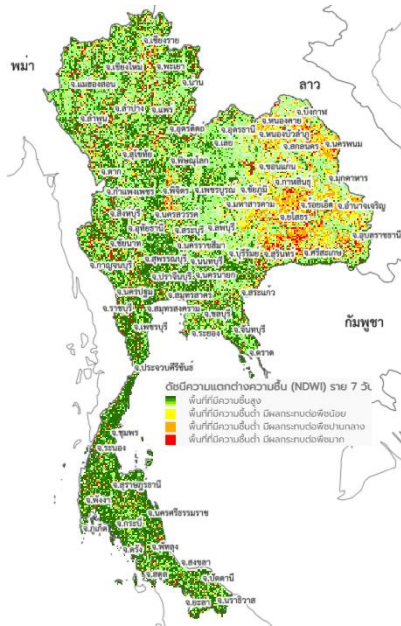 จ.เชียงราย
พม่า
จ.เชียงใหม่
จ.พะเยา
ลาว
จ.แม่ฮ่องสอน
จ.น่าน
จ.ลำปาง
จ.แพร่
จ.บึงกาฬ
จ.ลำพูน
จ.อุตรดิตถ์
จ.อุดรธานี
จ.หนองคาย
จ.หนองบัวลำภู
จ.เลย
จ.สกลนคร
จ.นครพนม
จ.สุโขทัย
จ.พิษณุโลก
จ.ตาก
จ.ขอนแก่น
จ.มุกดาหาร
จ.กำแพงเพชร
จ.พิจิตร
จ.เพชรบูรณ์
จ.ชัยภูมิ
จ.กาฬสินธุ์
จ.มหาสารคาม
จ.ร้อยเอ็ด
จ.อำนาจเจริญ
จ.สิงห์บุรี
จ.นครสวรรค์
จ.ยโสธร
จ.อุทัยธานี
จ.สระบุรี
จ.ลพบุรี
จ.อุบลราชธานี
จ.ชัยนาท
จ.นครราชสีมา
จ.บุรีรัมย์
จ.สุรินทร์
จ.ศรีสะเกษ
จ.สุพรรณบุรี
จ.นนทบุรี
จ.กาญจนบุรี
จ.ปราจีนบุรี
จ.นครนายก
จ.นครปฐม
จ.สมุทรสาคร
จ.สระแก้ว
จ.ราชบุรี
จ.สมุทรสงคราม
จ.ชลบุรี
กัมพูชา
จ.เพชรบุรี
จ.ระยอง
จ.จันทบุรี
จ.ตราด
จ.ประจวบคีรีขันธ์
ดัชนีความแตกต่างความชื้น (NDWI) ราย 7 วัน
พื้นที่ที่มีความชื้นสูง
พื้นที่ที่มีความชื้นต่ำ มีผลกระทบต่อพืชน้อย
พื้นที่ที่มีความชื้นต่ำ มีผลกระทบต่อพืชปานกลาง
พื้นที่ที่มีความชื้นต่ำ มีผลกระทบต่อพืชมาก
จ.ชุมพร
จ.ระนอง
จ.สุราษฎร์ธานี
จ.พังงา
จ.นครศรีธรรมราช
จ.ภูเก็ต
จ.กระบี่
จ.ตรัง
จ.พัทลุง
จ.สงขลา
จ.สตูล
จ.ปัตตานี
จ.ยะลา
จ.นราธิวาส